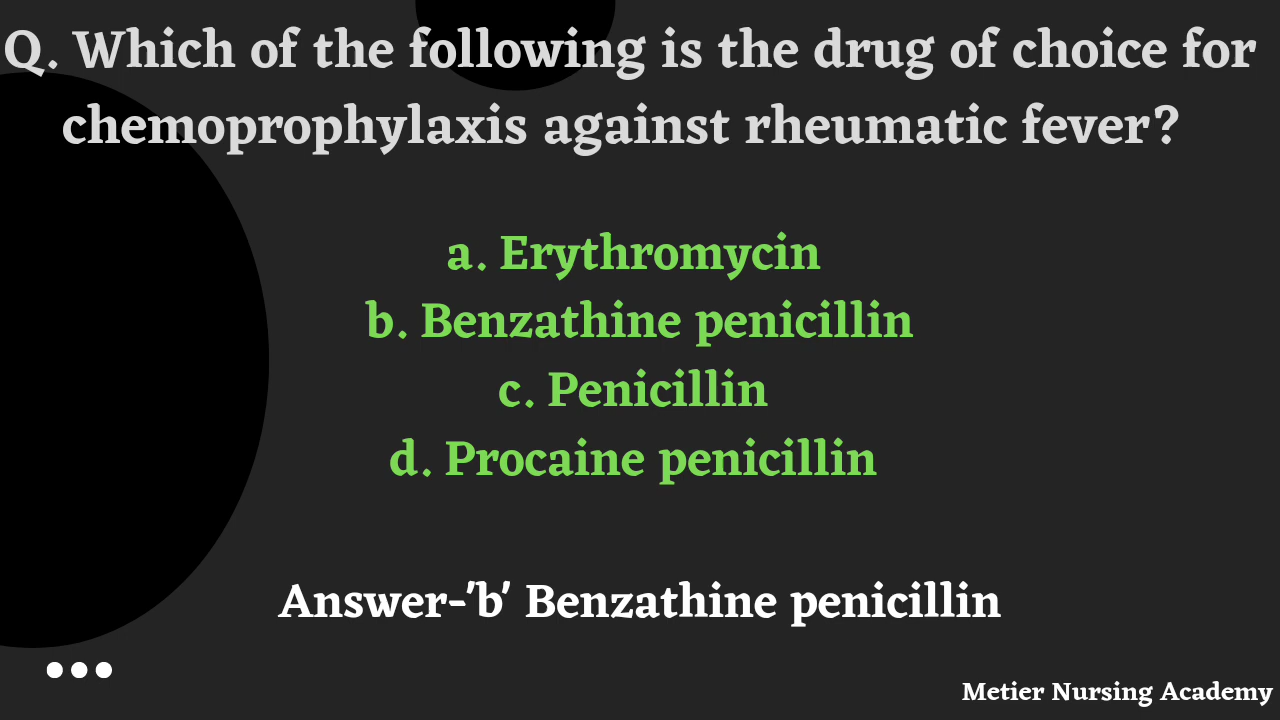 Q. Which of the following is the drug of choice for
chemoprophylaxis against rheumatic fever?
a. Erythromycin
b. Benzathine penicillin
c. Penicillin
d. Procaine penicillin
Answer-'b' Benzathine penicillin
Metier Nursing Academy